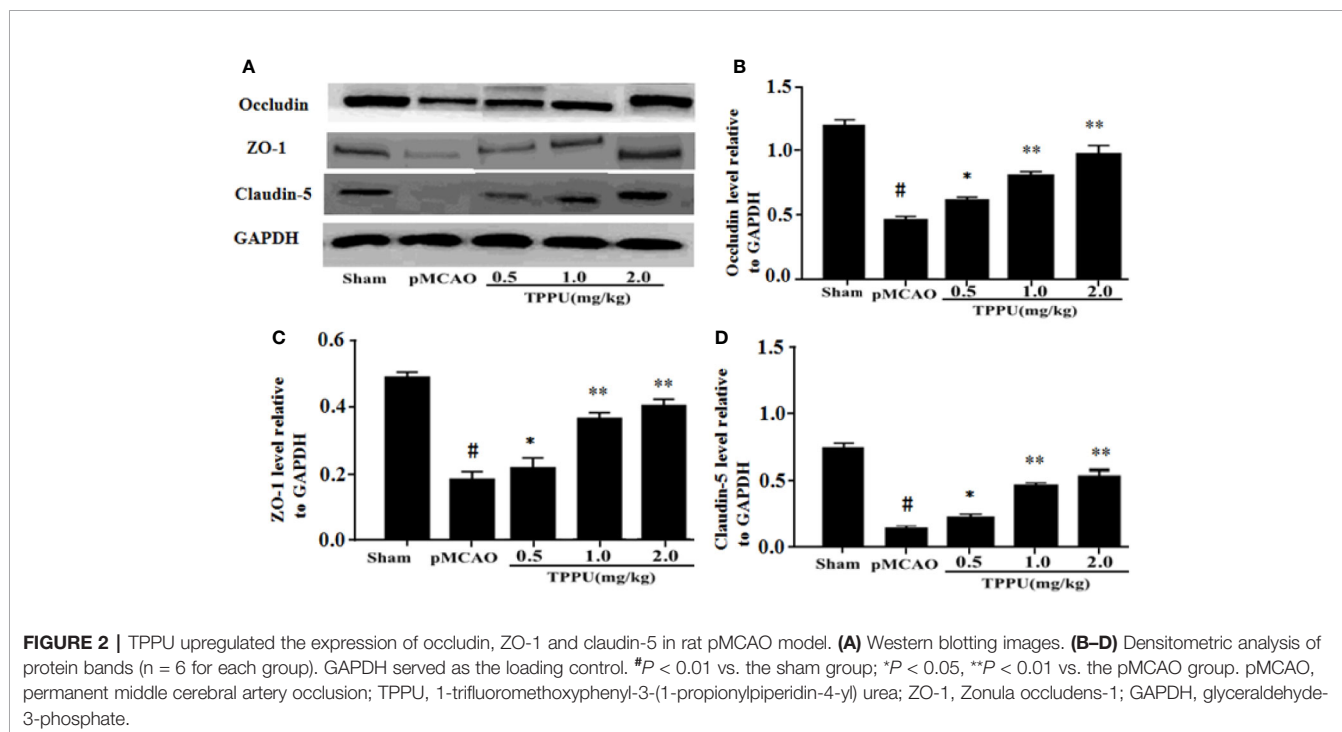 A
Occludin
ZO-1
Claudin-5
GAPDH
Sham pMCAO 0.5 1.0 2.0
TPPU(mg/kg)
B
Occludin level relative
to GAPDH
1.5
1.0
0.5
0.0
#
*
**
**
Sham pMCAO 0.5 1.0 2.0
TPPU(mg/kg)
C
ZO-1 level relative
to GAPDH
0.6
0.4
0.2
0.0
#
*
**
**
Sham pMCAO 0.5 1.0 2.0
TPPU(mg/kg)
D
Claudin-5 level relative
to GAPDH
1.5
1.0
0.5
0.0
#
*
**
**
Sham pMCAO 0.5 1.0 2.0
TPPU(mg/kg)
FIGURE 2 | TPPU upregulated the expression of occludin, ZO-1 and claudin-5 in rat pMCAO model. (A) Western blotting images. (B–D) Densitometric analysis of
protein bands (n = 6 for each group). GAPDH served as the loading control. #P < 0.01 vs. the sham group; *P < 0.05, **P < 0.01 vs. the pMCAO group. pMCAO,
permanent middle cerebral artery occlusion; TPPU, 1-trifluoromethoxyphenyl-3-(1-propionylpiperidin-4-yl) urea; ZO-1, Zonula occludens-1; GAPDH, glyceraldehyde-
3-phosphate.